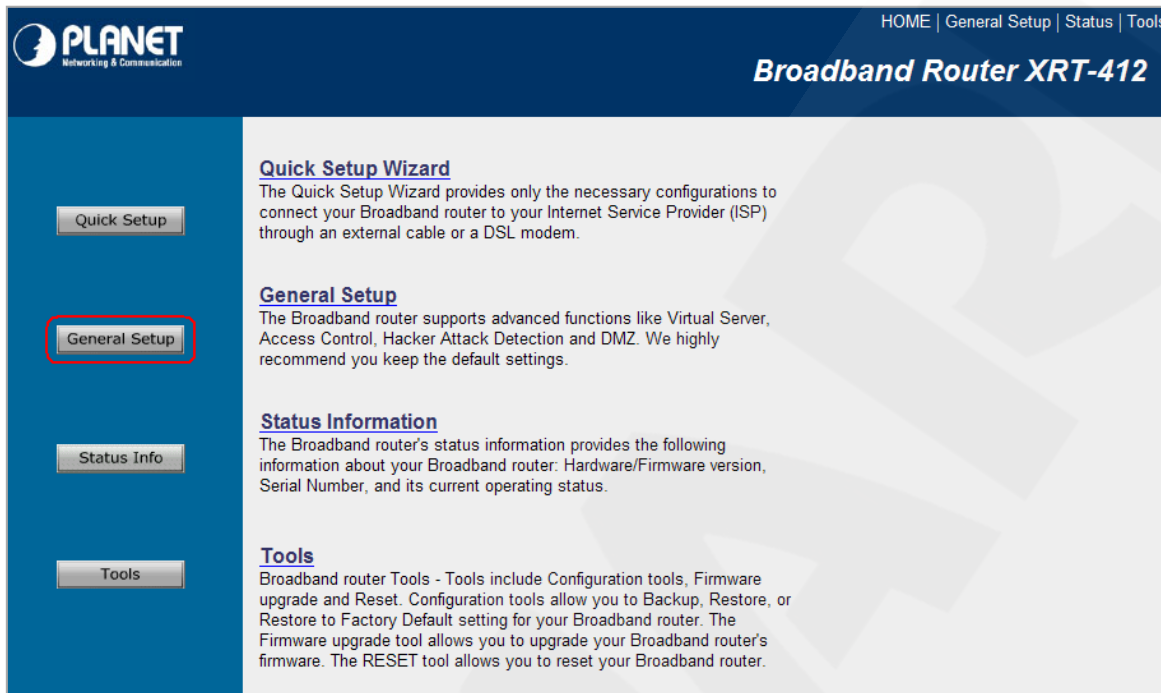 PLANET
Networking & Communication
HOME | General Setup | Status | Tools
Broadband Router XRT-412
Quick Setup
General Setup
Status Info
Tools
Quick Setup Wizard
The Quick Setup Wizard provides only the necessary configurations to
connect your Broadband router to your Internet Service Provider (ISP)
through an external cable or a DSL modem.
General Setup
The Broadband router supports advanced functions like Virtual Server,
Access Control, Hacker Attack Detection and DMZ. We highly
recommend you keep the default settings.
Status Information
The Broadband router's status information provides the following
information about your Broadband router: Hardware/Firmware version,
Serial Number, and its current operating status.
Tools
Broadband router Tools - Tools include Configuration tools, Firmware
upgrade and Reset. Configuration tools allow you to Backup, Restore, or
Restore to Factory Default setting for your Broadband router. The
Firmware upgrade tool allows you to upgrade your Broadband router's
firmware. The RESET tool allows you to reset your Broadband router.